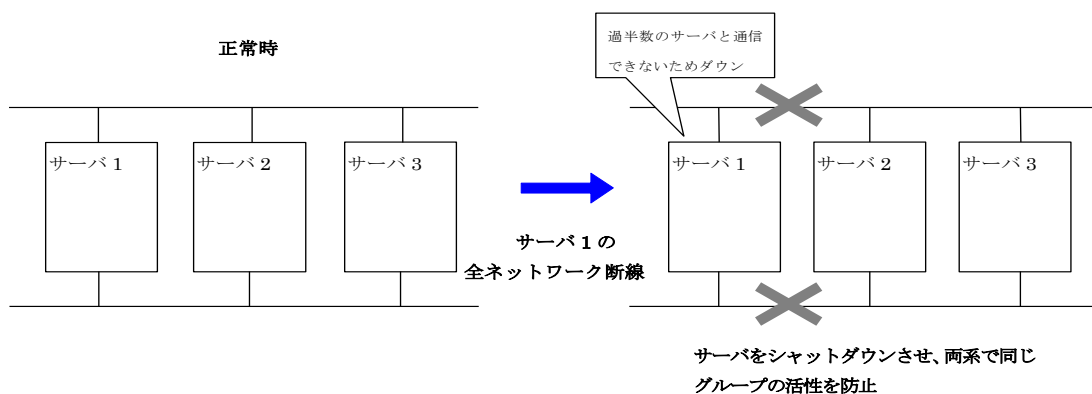 正常時
サーバ 1
サーバ 2
サーバ 3
サーバ 1 の
全ネットワーク断線
過半数のサーバと通信
できないためダウン
サーバ 1
サーバ 2
サーバ 3
サーバをシャットダウンさせ、両系で同じ
グループの活性を防止